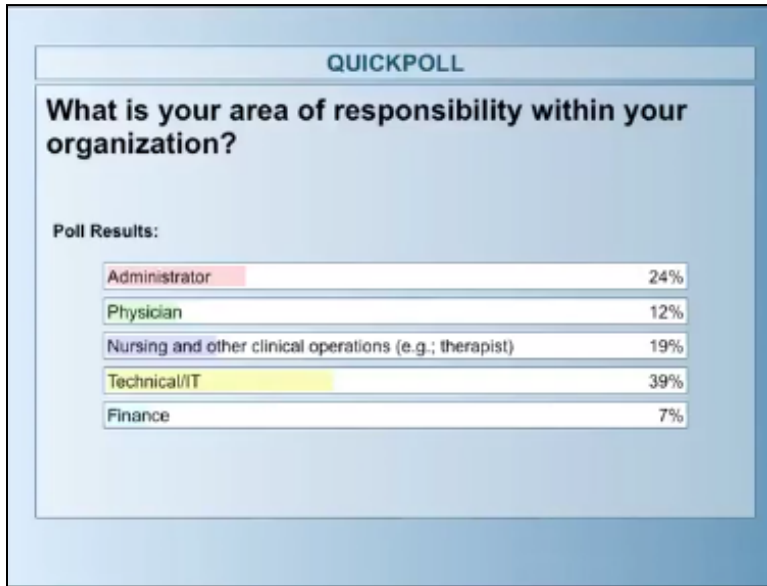 QUICKPOLL
What is your area of responsibility within your
organization?
Poll Results:
Administrator 24%
Physician 12%
Nursing and other clinical operations (e.g.; therapist) 19%
Technical/IT 39%
Finance 7%